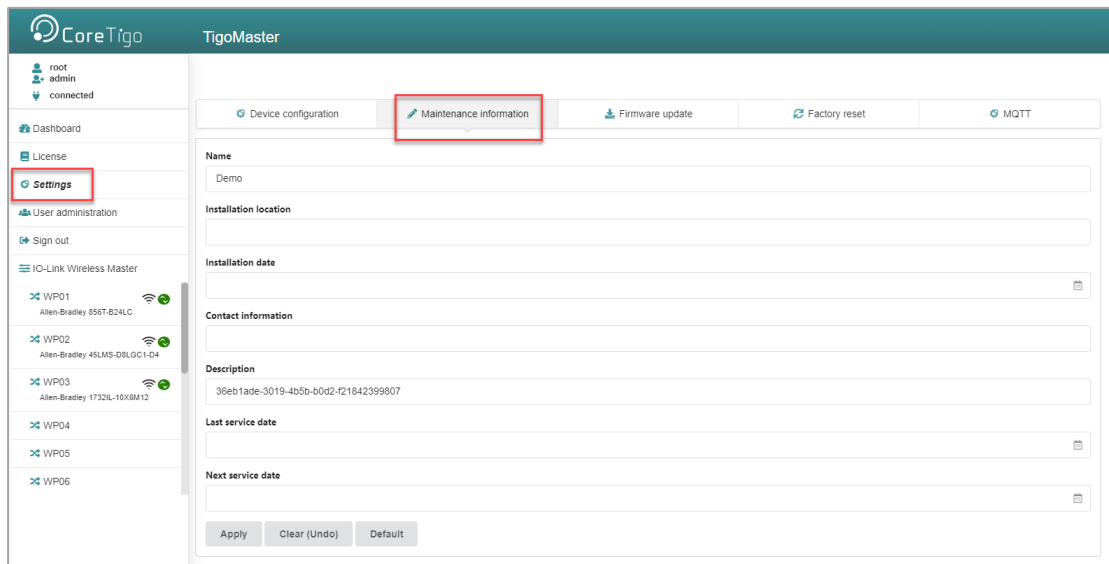 CoreTigo
TigoMaster
root
admin
connected
Dashboard
License
Settings
User administration
Sign out
IO-Link Wireless Master
WP01
Allen-Bradley 856T-B24LC
WP02
Allen-Bradley 45LMS-D8LGC1-D4
WP03
Allen-Bradley 1732IL-10X6M12
WP04
WP05
WP06
Device configuration
Maintenance information
Firmware update
Factory reset
MQTT
Name
Demo
Installation location
Installation date
Contact information
Description
36eb1ade-3019-4b5b-b0d2-f21842399807
Last service date
Next service date
Apply
Clear (Undo)
Default